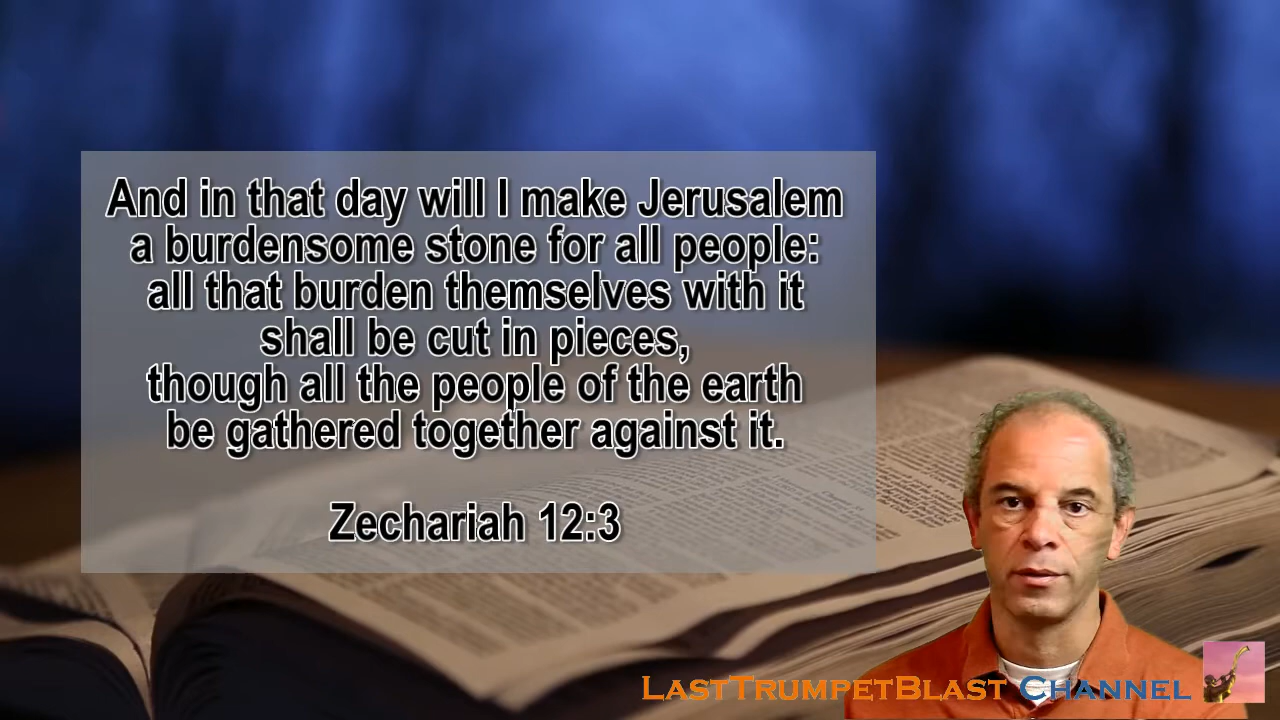 And in that day will I make Jerusalem
a burdensome stone for all people:
all that burden themselves with it
shall be cut in pieces,
though all the people of the earth
be gathered together against it.
Zechariah 12:3
LastTrumpetBlast Channel